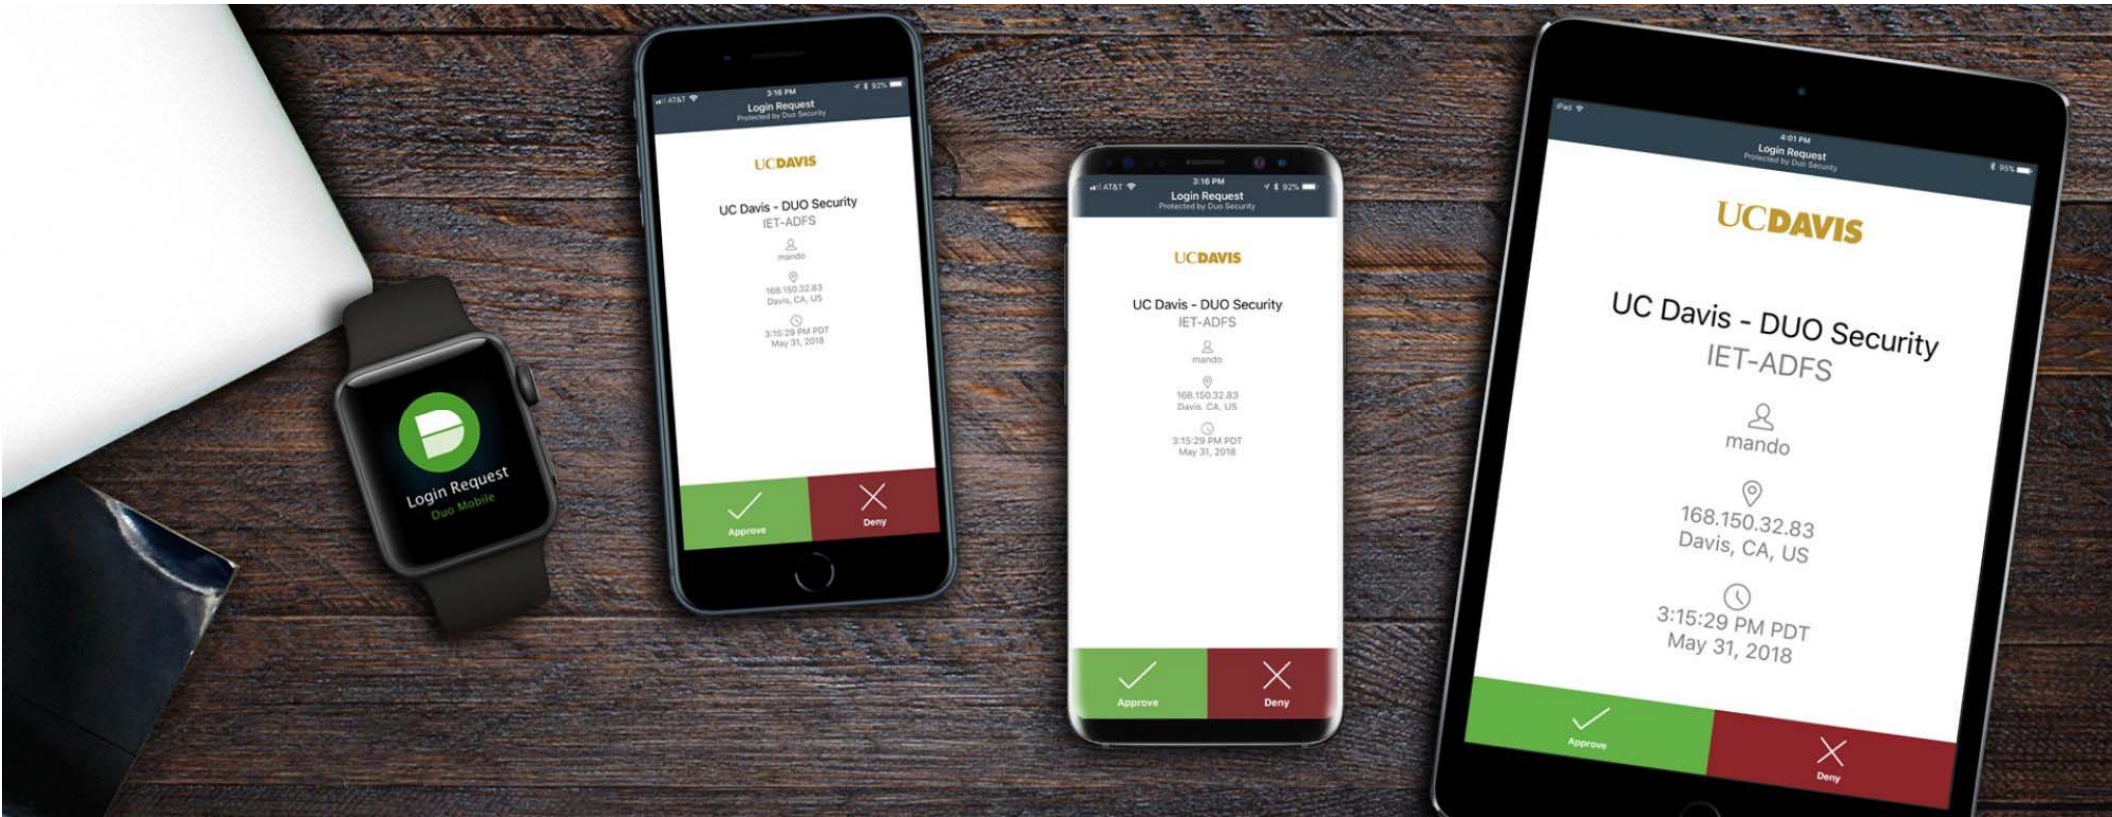 Login Request
Duo Mobile
AT&T 3:16 PM 92%
Login Request
Protected by Duo Security
UCDAVIS
UC Davis - DUO Security
IET-ADFS
mando
168.150.32.83
Davis, CA, US
3:15:29 PM PDT
May 31, 2018
Approve Deny
AT&T 3:16 PM 92%
Login Request
Protected by Duo Security
UCDAVIS
UC Davis - DUO Security
IET-ADFS
mando
168.150.32.83
Davis, CA, US
3:15:29 PM PDT
May 31, 2018
Approve Deny
iPad 4:01 PM 95%
Login Request
Protected by Duo Security
UCDAVIS
UC Davis - DUO Security
IET-ADFS
mando
168.150.32.83
Davis, CA, US
3:15:29 PM PDT
May 31, 2018
Approve Deny